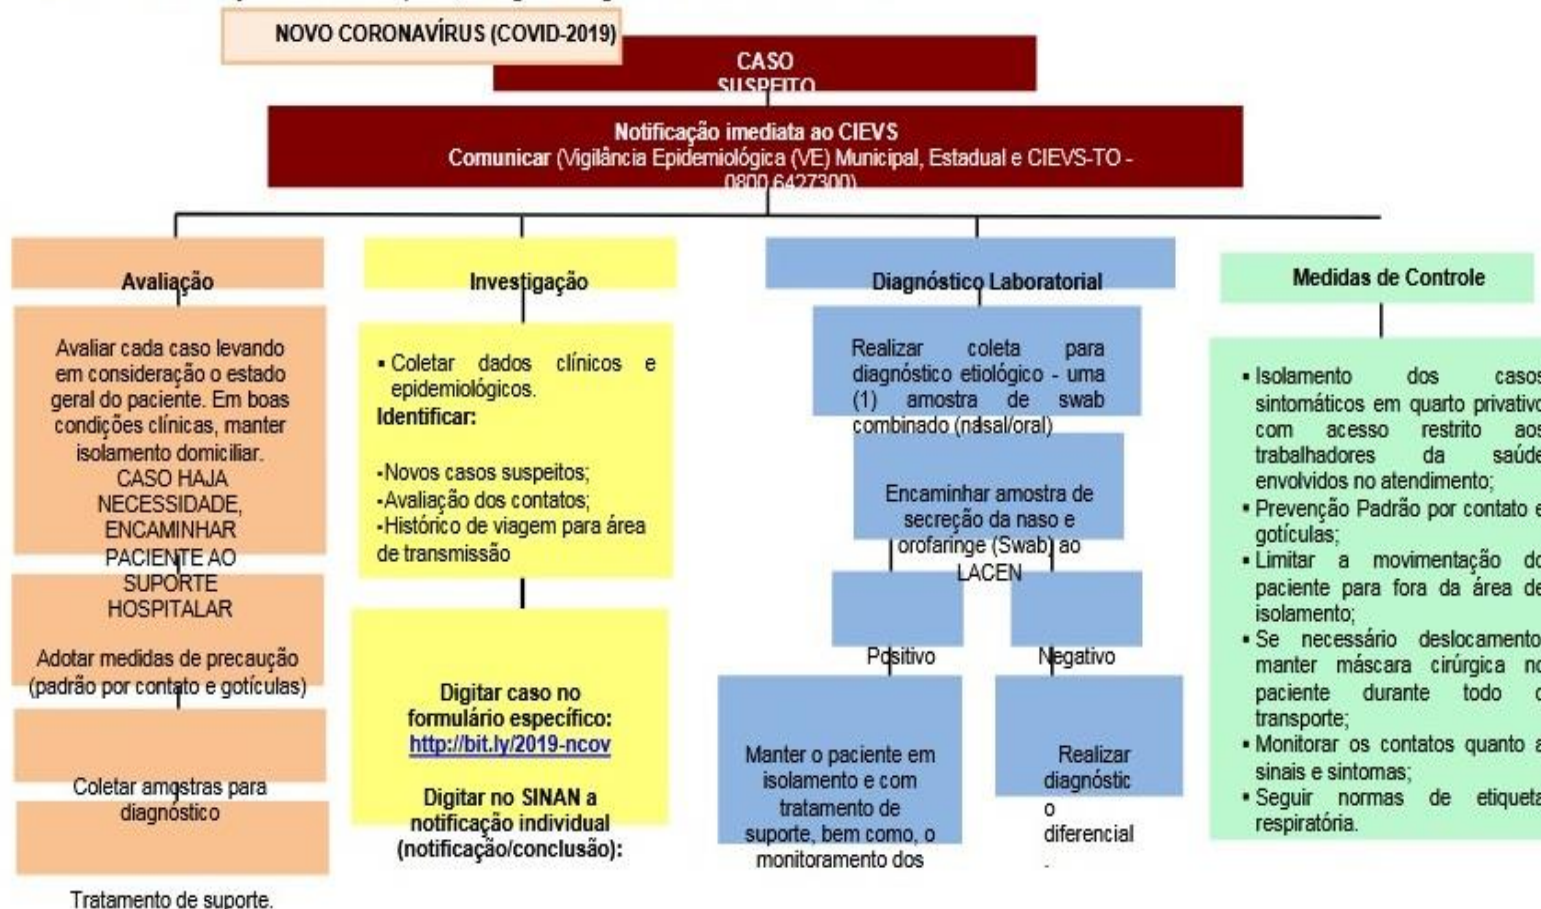 NOVO CORONAVÍRUS (COVID-2019)
CASO
SUSPEITO
Notificação imediata ao CIEVS
Comunicar (Vigilância Epidemiológica (VE) Municipal, Estadual e CIEVS-TO -
0800 6427300)
Avaliação
Avaliar cada caso levando
em consideração o estado
geral do paciente. Em boas
condições clínicas, manter
isolamento domiciliar.
CASO HAJA
NECESSIDADE,
ENCAMINHAR
PACIENTE AO
SUPORTE
HOSPITALAR
Adotar medidas de precaução
(padrão por contato e gotículas)
Coletar amostras para
diagnóstico
Tratamento de suporte.
Investigação
▪ Coletar dados clínicos e
epidemiológicos.
Identificar:
-Novos casos suspeitos;
-Avaliação dos contatos;
-Histórico de viagem para área
de transmissão
Digitar caso no
formulário específico:
http://bit.ly/2019-ncov
Digitar no SINAN a
notificação individual
(notificação/conclusão):
Diagnóstico Laboratorial
Realizar coleta para
diagnóstico etiológico - uma
(1) amostra de swab
combinado (nasal/oral)
Encaminhar amostra de
secreção da naso e
orofaringe (Swab) ao
LACEN
Positivo
Negativo
Manter o paciente em
isolamento e com
tratamento de
suporte, bem como, o
monitoramento dos
Realizar
diagnóstic
o
diferencial
.
Medidas de Controle
▪ Isolamento dos casos
sintomáticos em quarto privativo
com acesso restrito aos
trabalhadores da saúde
envolvidos no atendimento;
▪ Prevenção Padrão por contato e
gotículas;
▪ Limitar a movimentação do
paciente para fora da área de
isolamento;
▪ Se necessário deslocamento
manter máscara cirúrgica no
paciente durante todo o
transporte;
▪ Monitorar os contatos quanto a
sinais e sintomas;
▪ Seguir normas de etiqueta
respiratória.